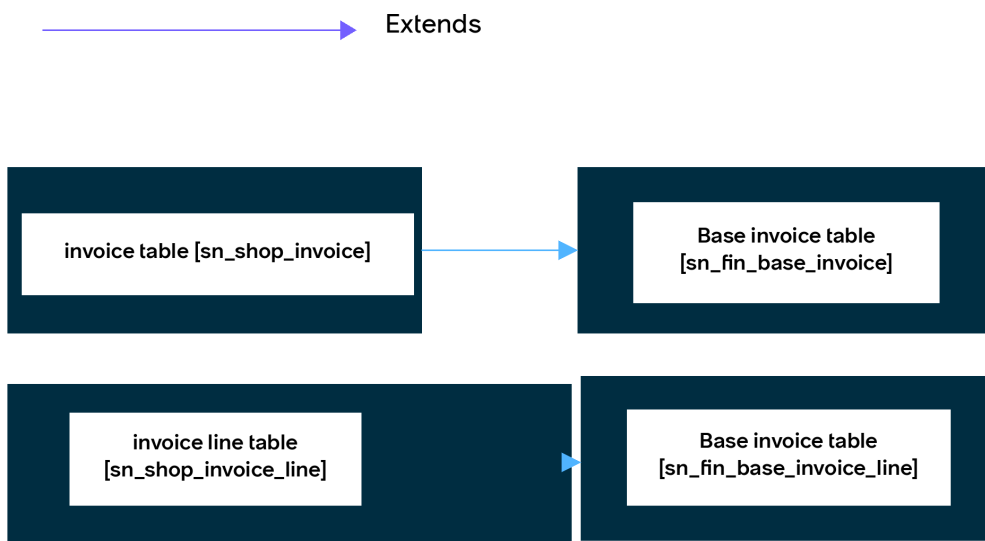 Extends
invoice table [sn_shop_invoice]
Base invoice table
[sn_fin_base_invoice]
invoice line table
[sn_shop_invoice_line]
Base invoice table
[sn_fin_base_invoice_line]